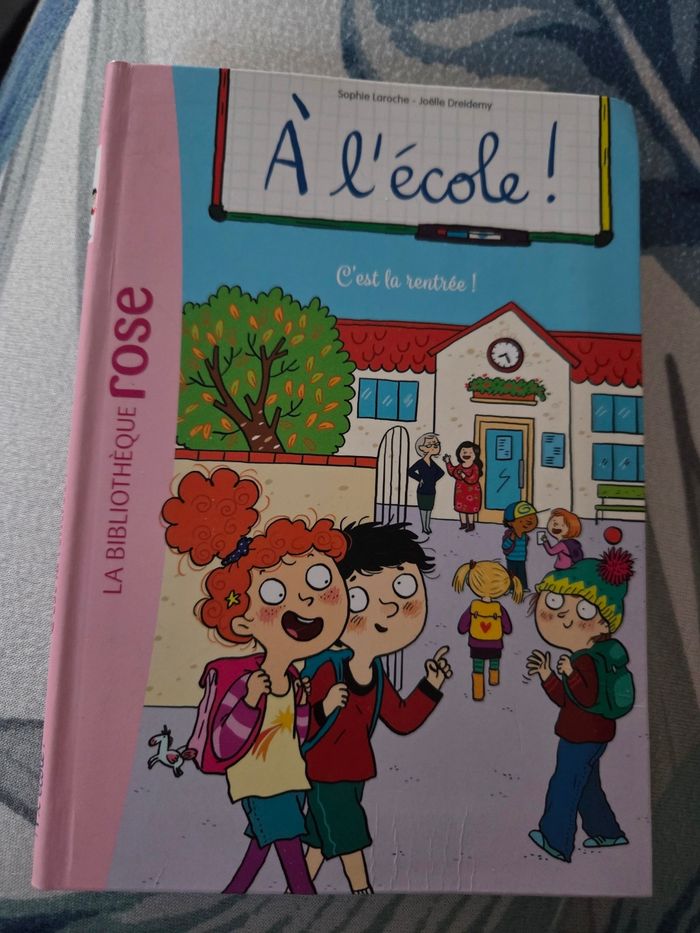 Sophie Laroche - Joëlle Dreidemy
À l'école !
C'est la rentrée !
LA BIBLIOTHÈQUE rose